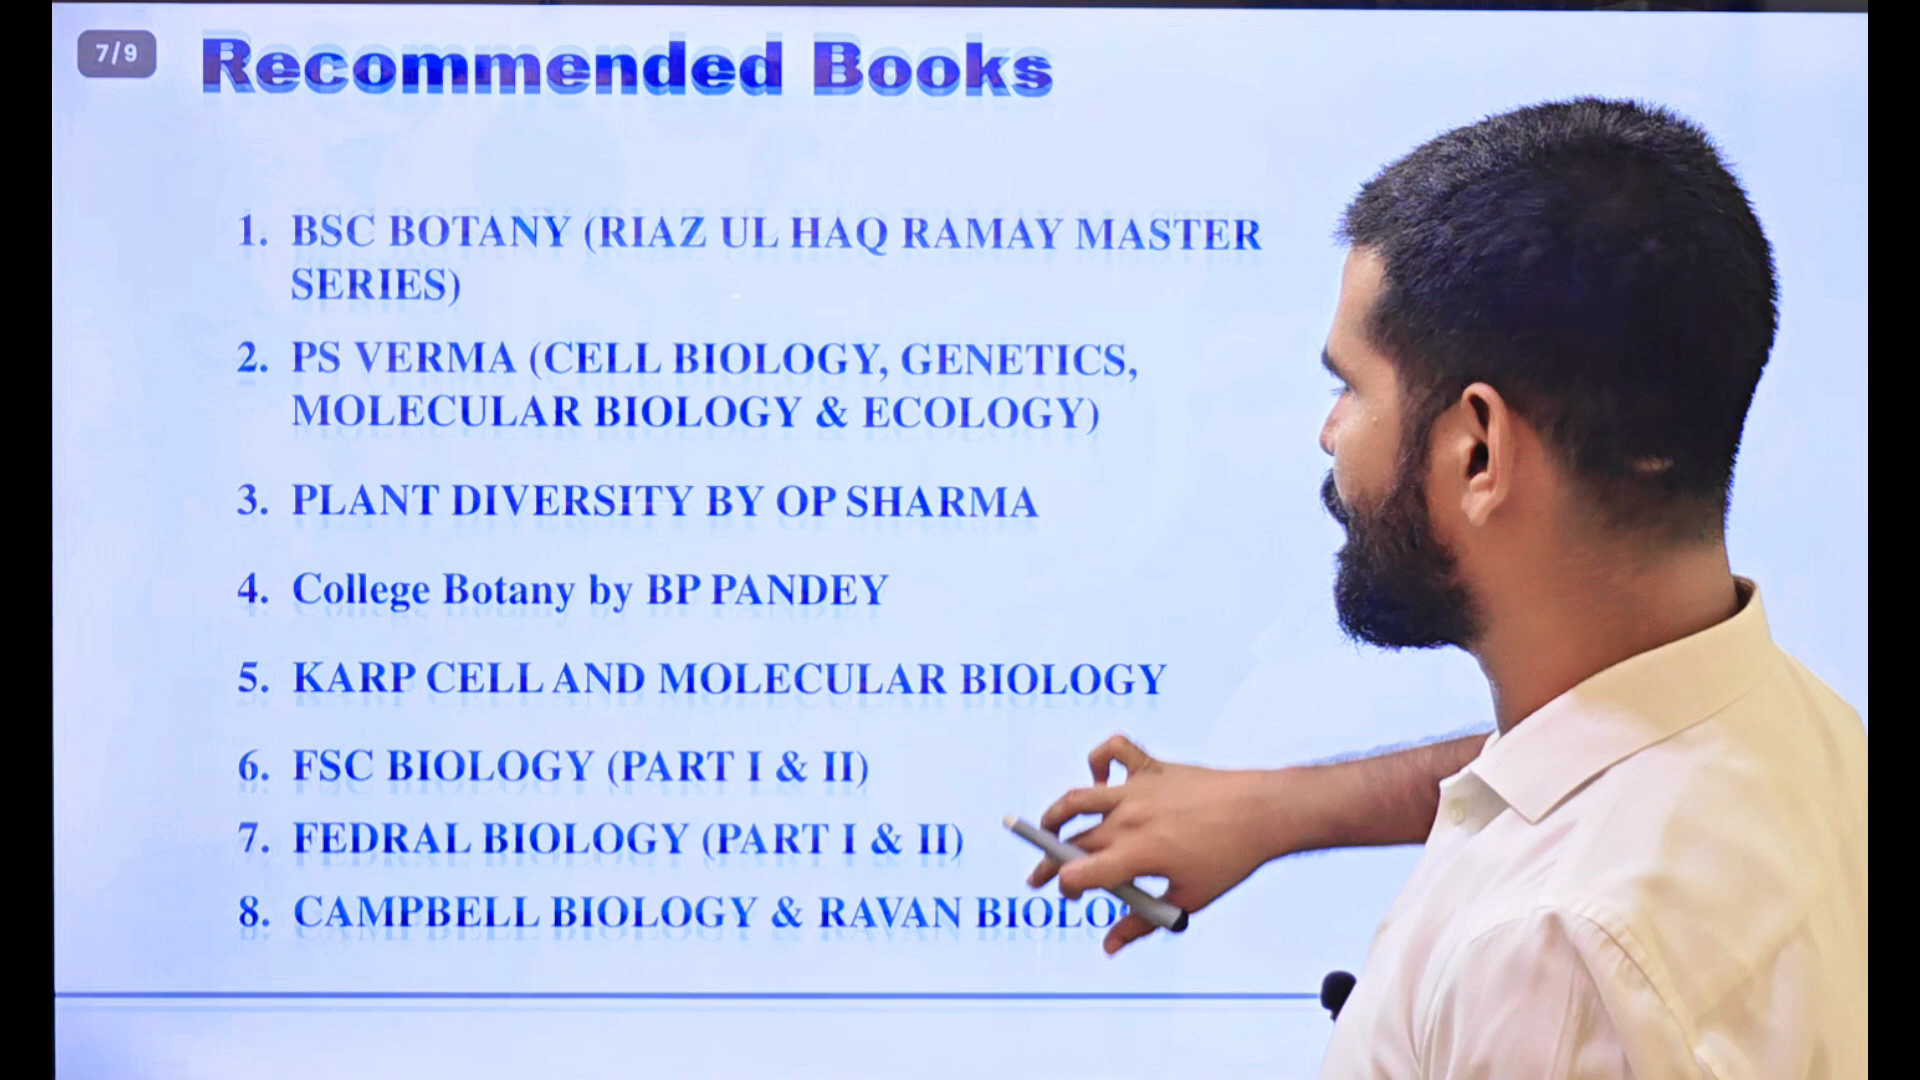 7/9
Recommended Books
1. BSC BOTANY (RIAZ UL HAQ RAMAY MASTER
SERIES)
2. PS VERMA (CELL BIOLOGY, GENETICS,
MOLECULAR BIOLOGY & ECOLOGY)
3. PLANT DIVERSITY BY OP SHARMA
4. College Botany by BP PANDEY
5. KARP CELL AND MOLECULAR BIOLOGY
6. FSC BIOLOGY (PART I & II)
7. FEDRAL BIOLOGY (PART I & II)
8. CAMPBELL BIOLOGY & RAVAN